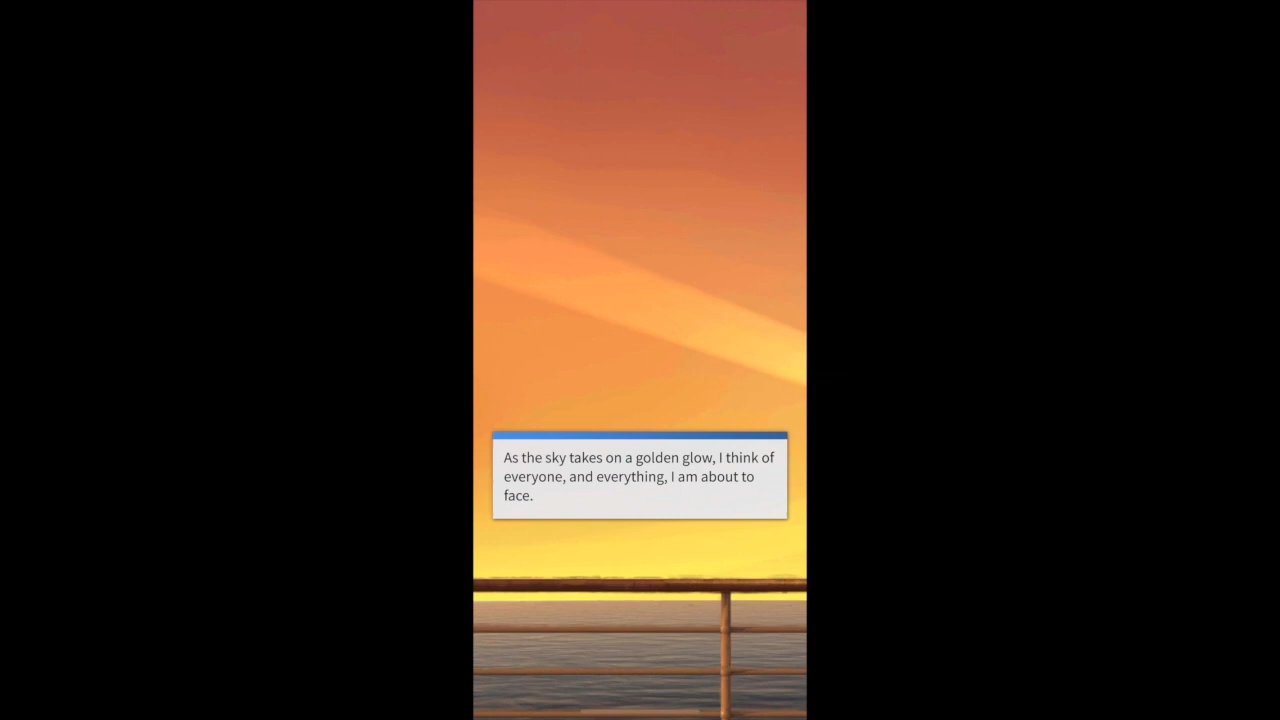 As the sky takes on a golden glow, I think of
everyone, and everything, I am about to
face.